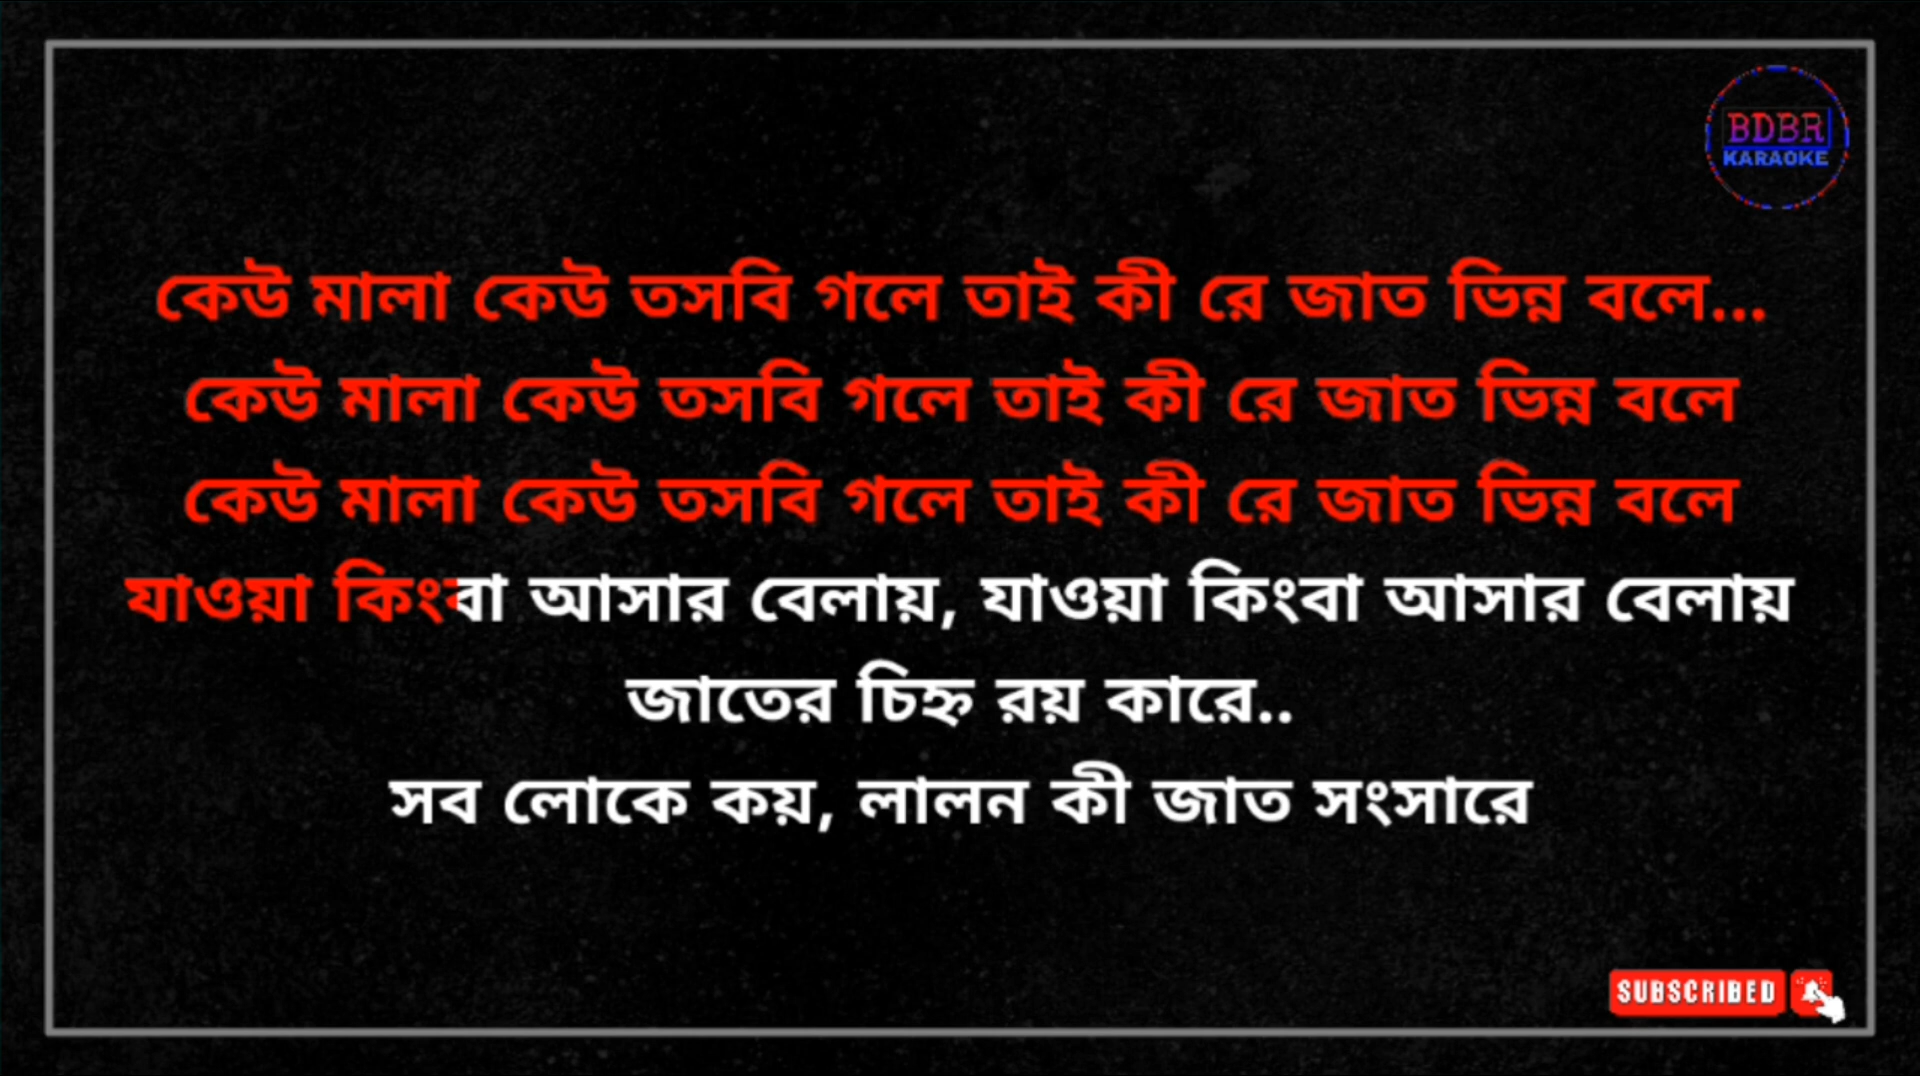 BDBR
KARAOKE
কেউ মালা কেউ তসবি গলে তাই কী রে জাত ভিন্ন বলে...
কেউ মালা কেউ তসবি গলে তাই কী রে জাত ভিন্ন বলে
কেউ মালা কেউ তসবি গলে তাই কী রে জাত ভিন্ন বলে
যাওয়া কিংবা আসার বেলায়, যাওয়া কিংবা আসার বেলায়
জাতের চিহ্ন রয় কারে..
সব লোকে কয়, লালন কী জাত সংসারে
SUBSCRIBED